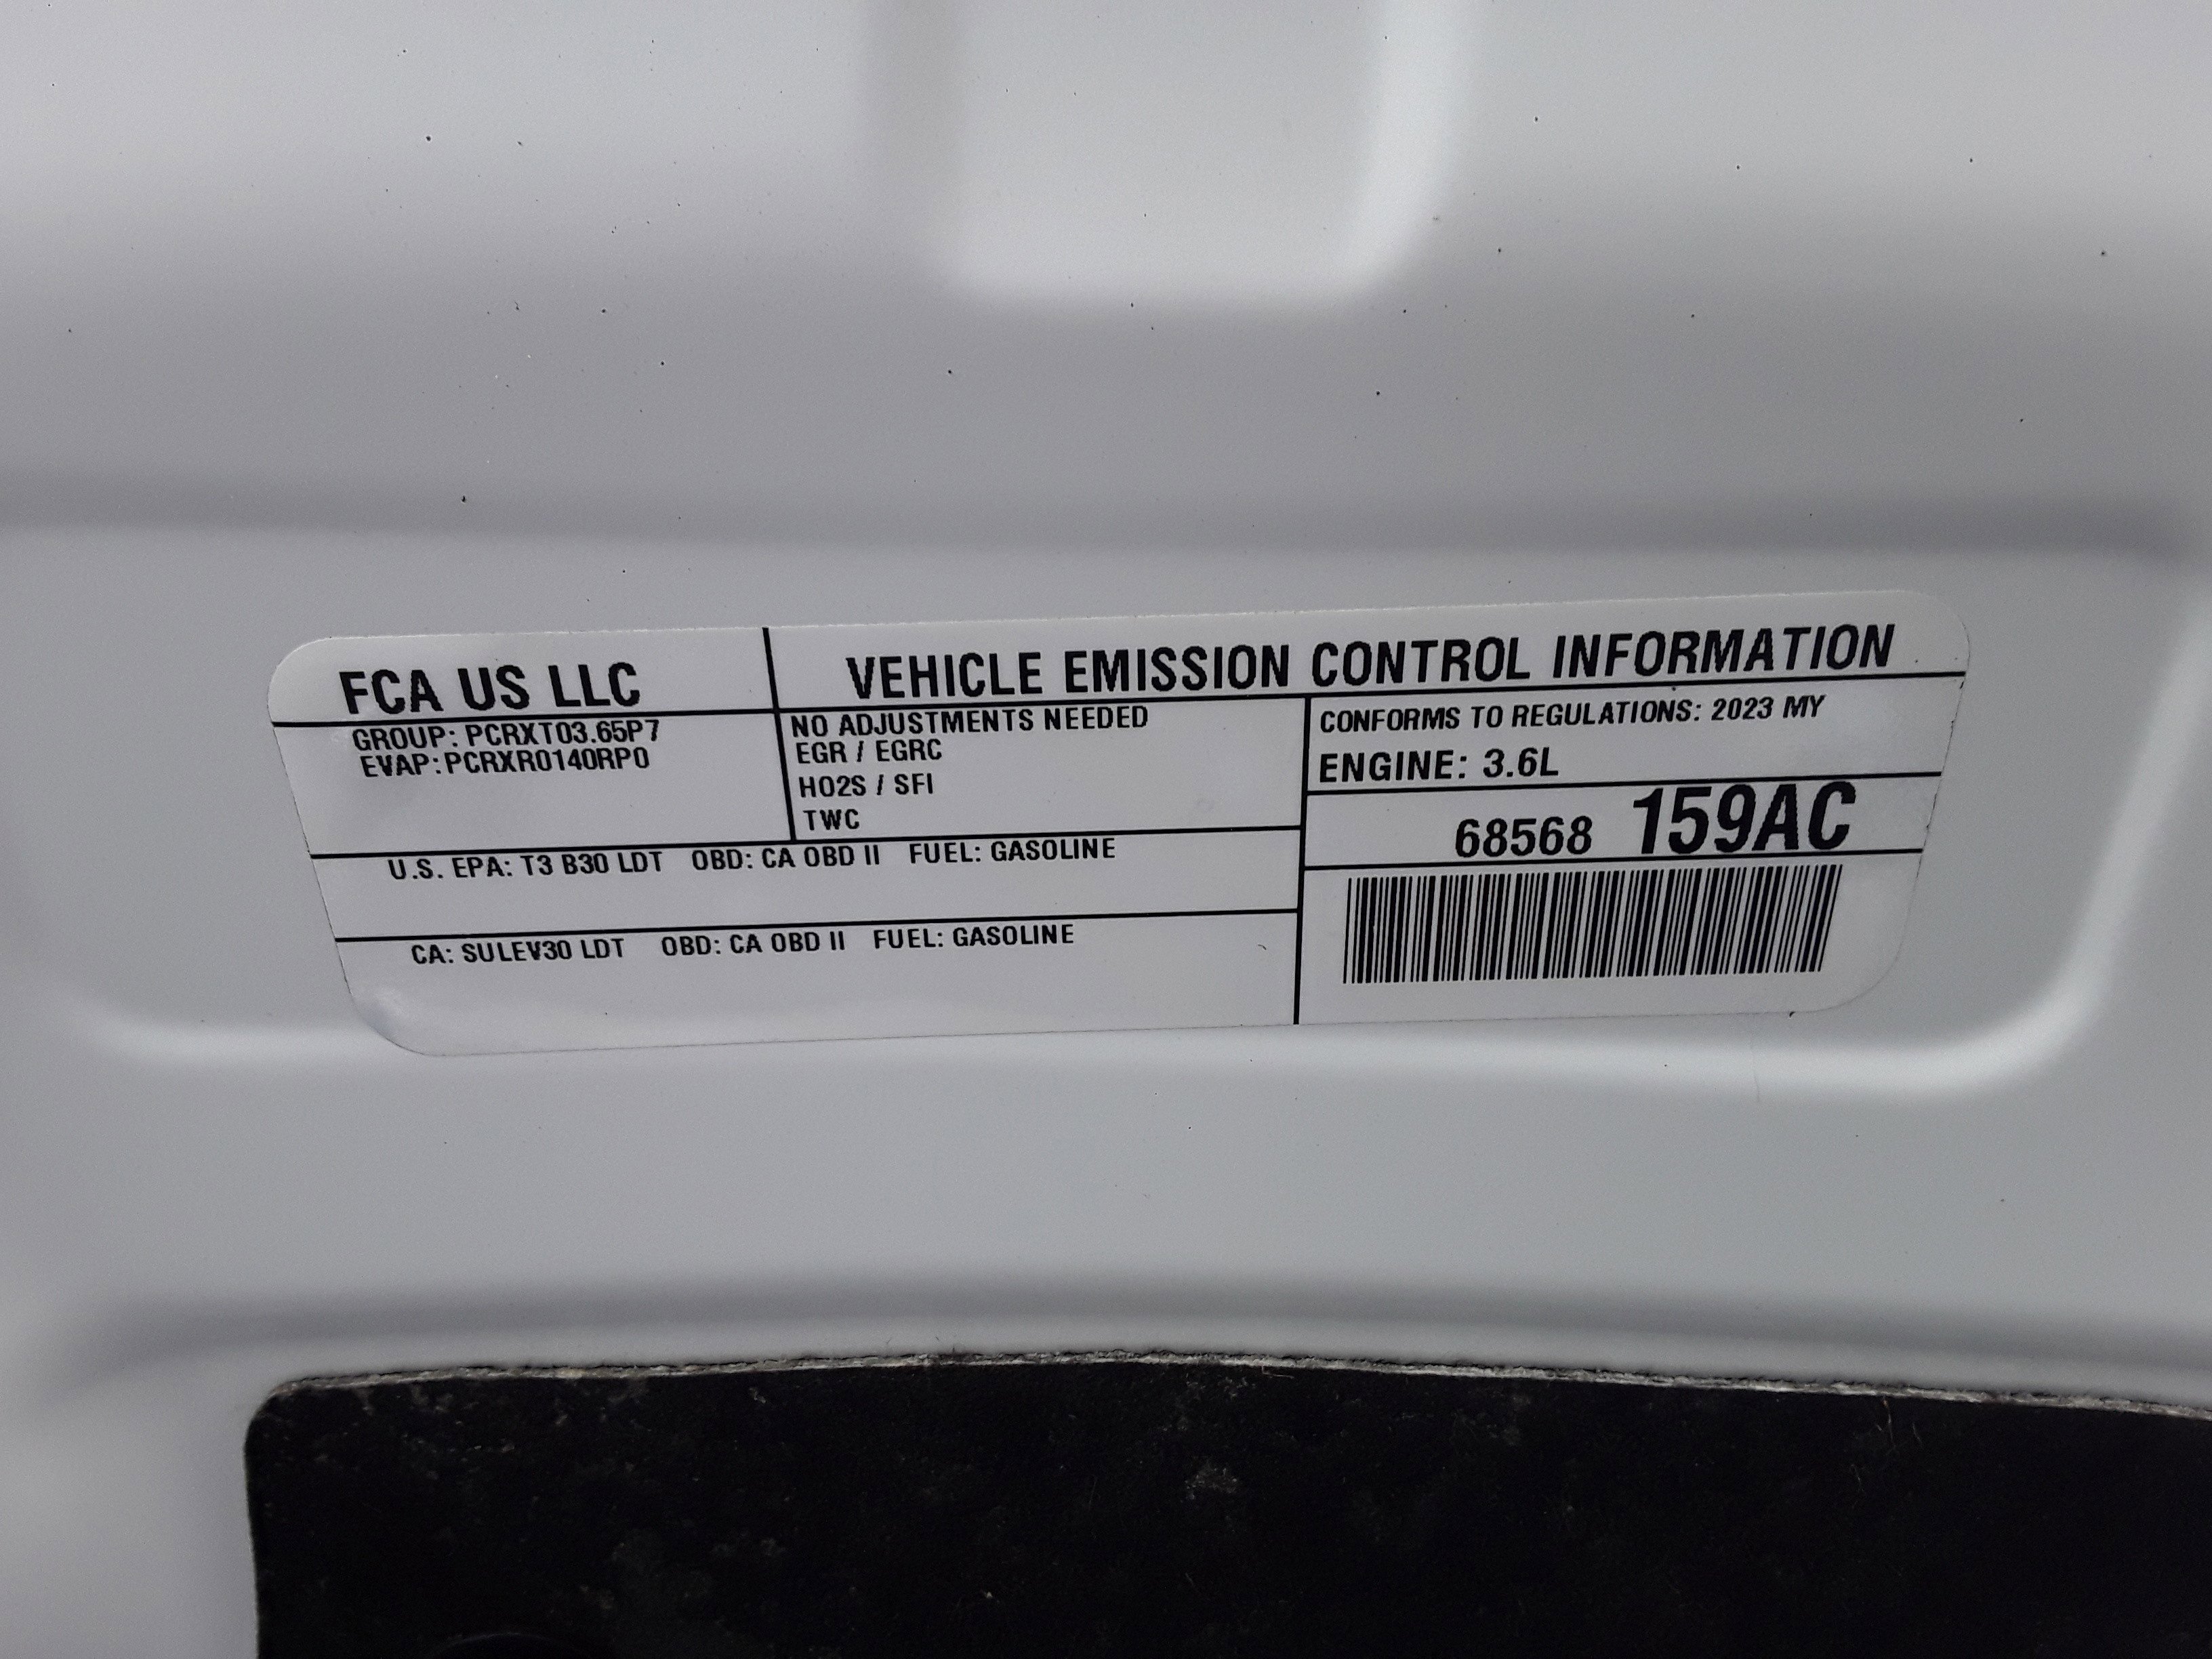 FCA US LLC
VEHICLE EMISSION CONTROL INFORMATION
GROUP: PCRXT03.65P7
EVAP:PCRXR0140RP0
NO ADJUSTMENTS NEEDED
EGR / EGRC
HO2S / SFI
TWC
CONFORMS TO REGULATIONS: 2023 MY
ENGINE: 3.6L
68568 159AC
U.S. EPA: T3 B30 LDT OBD: CA OBD II FUEL: GASOLINE
CA: SULEV30 LDT OBD: CA OBD II FUEL: GASOLINE